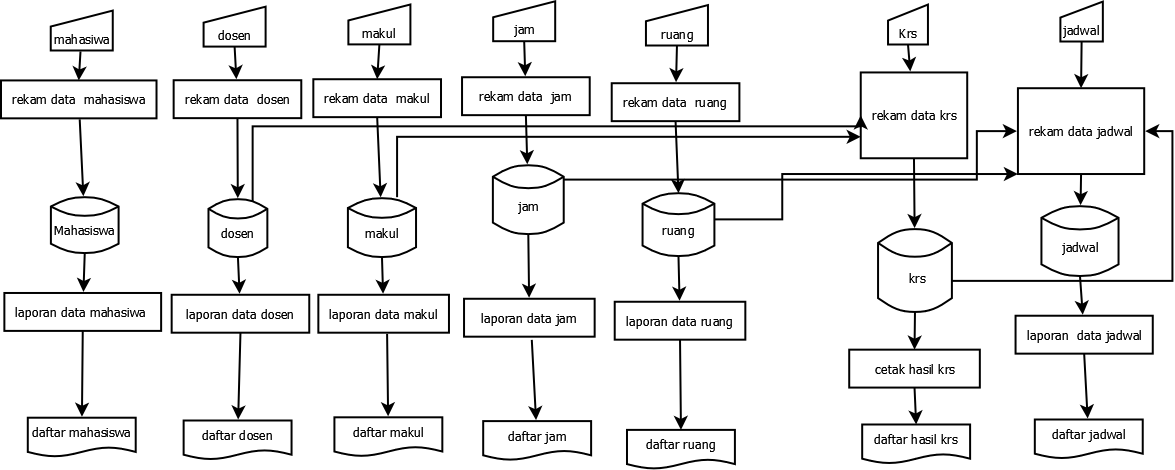 mahasiwa
dosen
makul
jam
ruang
Krs
jadwal
rekam data mahasiswa
rekam data dosen
rekam data makul
rekam data jam
rekam data ruang
rekam data krs
rekam data jadwal
Mahasiswa
dosen
makul
jam
ruang
krs
jadwal
laporan data mahasiwa
laporan data dosen
laporan data makul
laporan data jam
laporan data ruang
cetak hasil krs
laporan data jadwal
daftar mahasiswa
daftar dosen
daftar makul
daftar jam
daftar ruang
daftar hasil krs
daftar jadwal